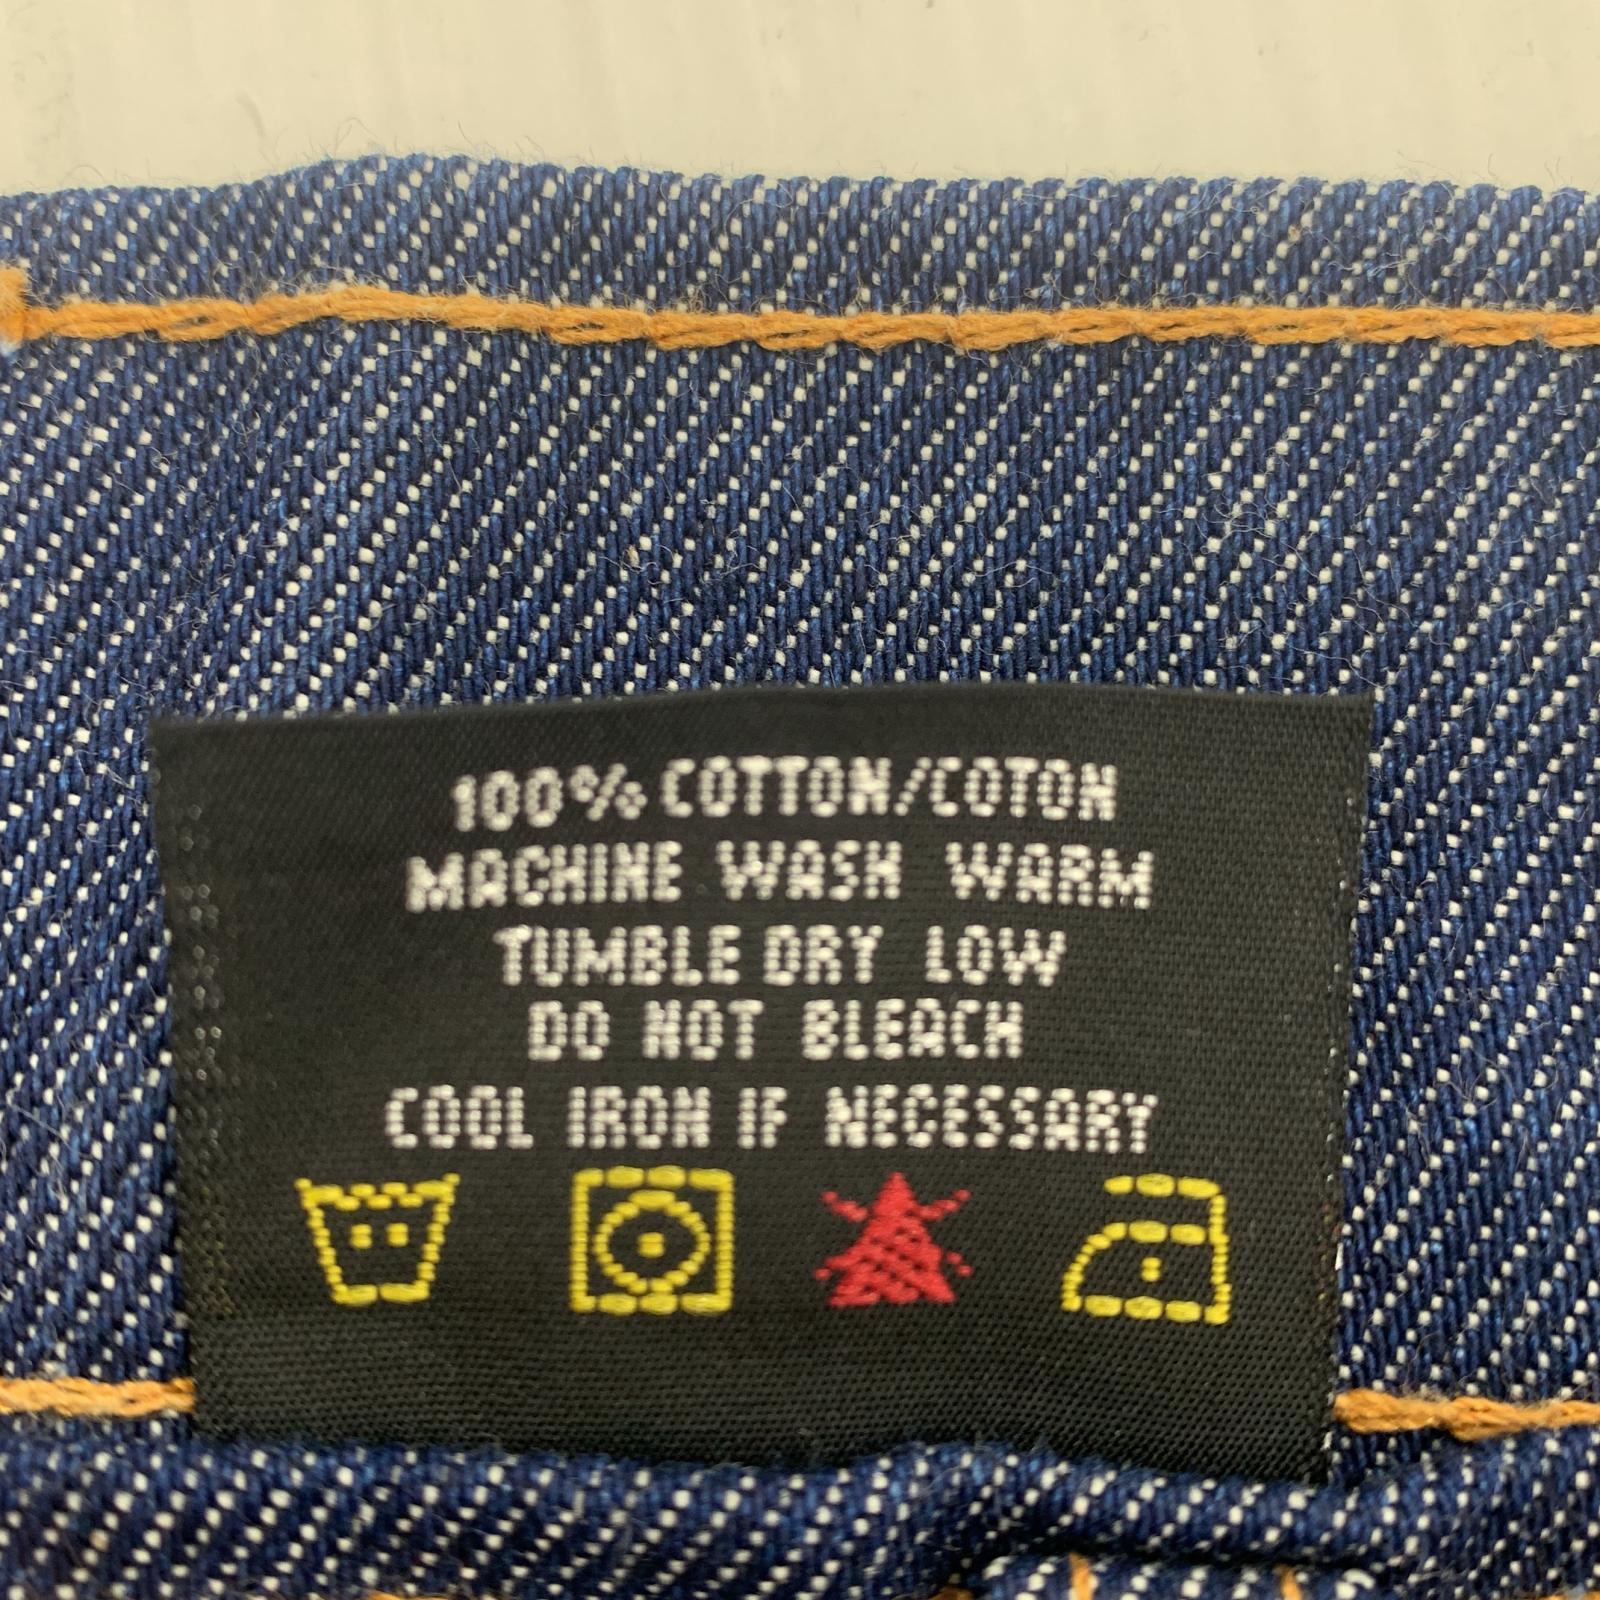 100% COTTON/COTON
MACHINE WASH WARM
TUMBLE DRY LOW
DO NOT BLEACH
COOL IRON IF NECESSARY